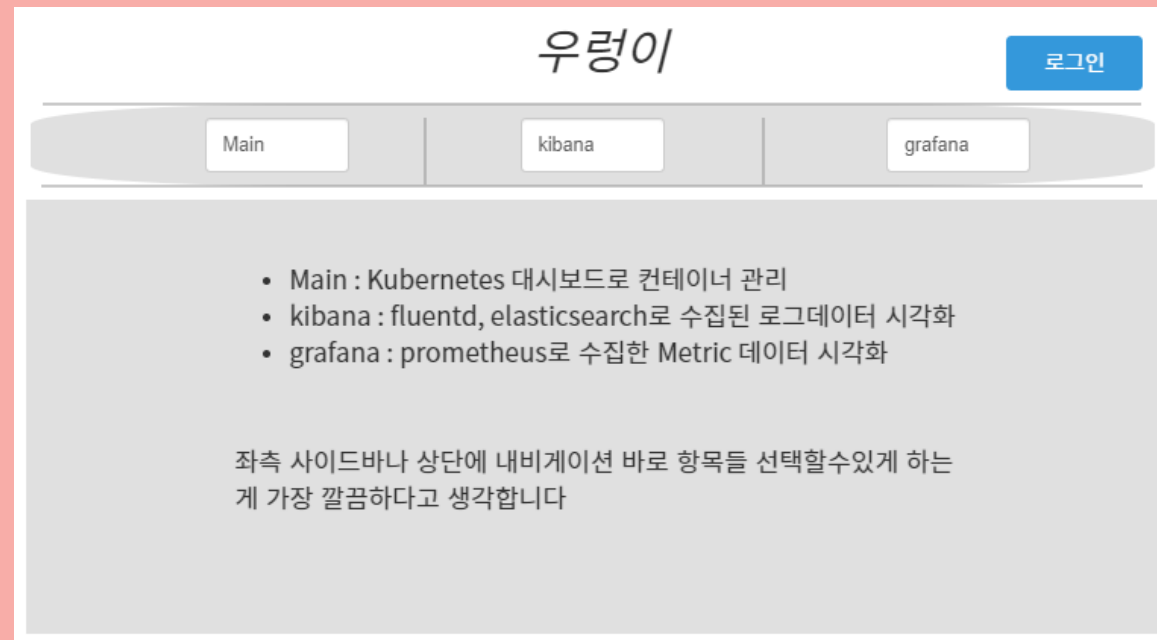 우렁이
로그인
Main
kibana
grafana
• Main : Kubernetes 대시보드로 컨테이너 관리
• kibana : fluentd, elasticsearch로 수집된 로그데이터 시각화
• grafana : prometheus로 수집한 Metric 데이터 시각화
좌측 사이드바나 상단에 내비게이션 바로 항목들 선택할수있게 하는
게 가장 깔끔하다고 생각합니다